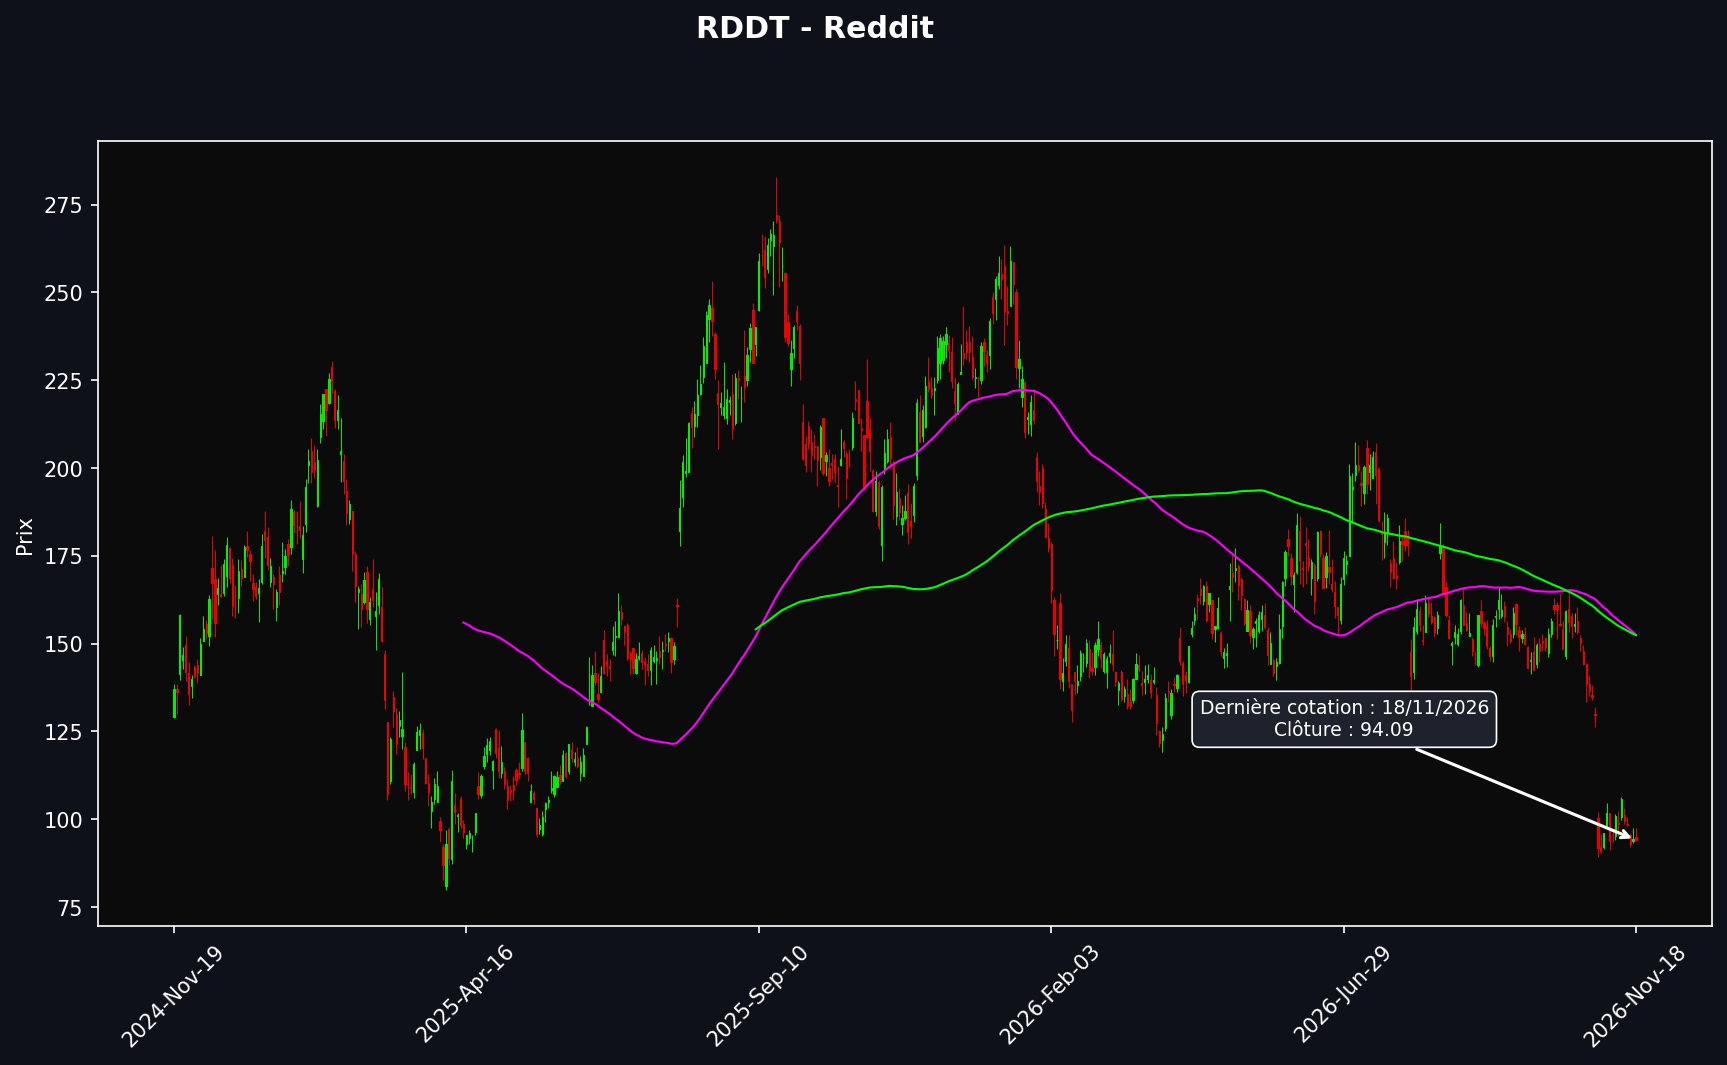 RDDT - Reddit
Prix
275
250
225
200
175
150
125
100
75
Dernière cotation : 18/11/2026
Clôture : 94.09
2024-Nov-19
2025-Apr-16
2025-Sep-10
2026-Feb-03
2026-Jun-29
2026-Nov-18